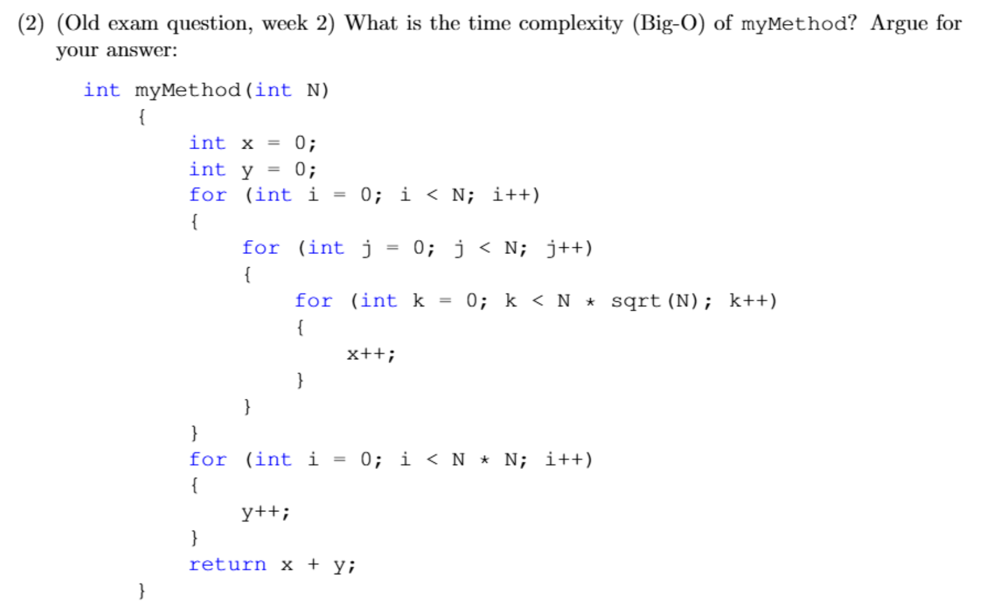 (2) (Old exam question, week 2) What is the time complexity (Big-O) of myMethod? Argue for
your answer:
int myMethod(int N)
{
int x = 0;
int y = 0;
for (int i = 0; i < N; i++)
{
for (int j = 0; j < N; j++)
{
for (int k = 0; k < N * sqrt(N); k++)
{
x++;
}
}
}
for (int i = 0; i < N * N; i++)
{
y++;
}
return x + y;
}